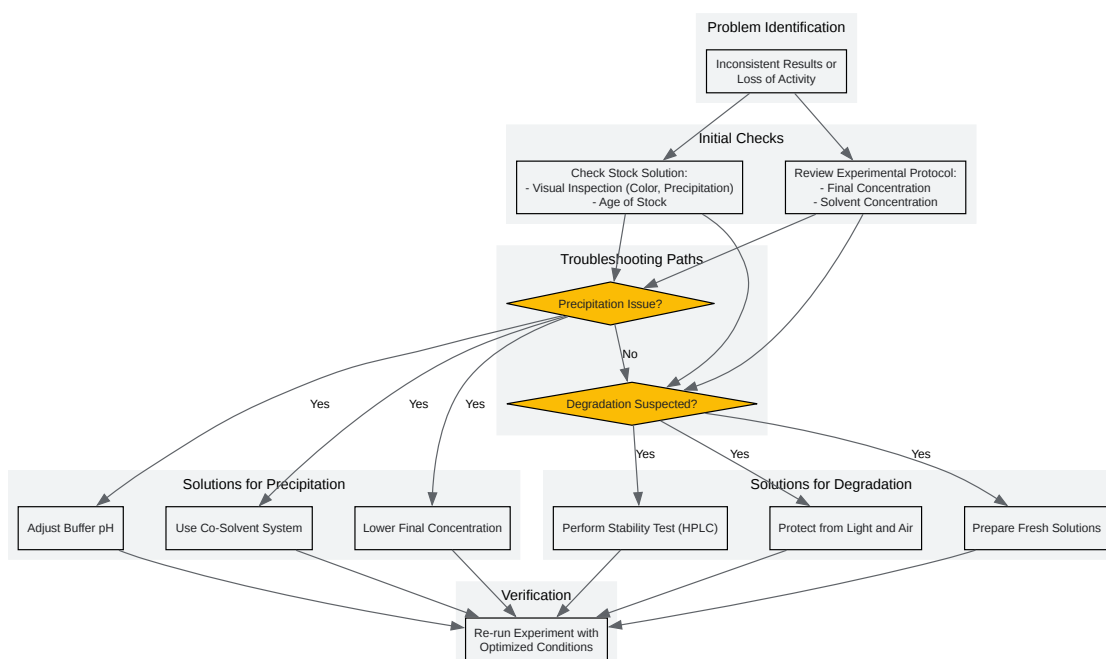 Problem Identification
Inconsistent Results or
Loss of Activity
Initial Checks
Check Stock Solution:
- Visual Inspection (Color, Precipitation)
- Age of Stock
Review Experimental Protocol:
- Final Concentration
- Solvent Concentration
Troubleshooting Paths
Precipitation Issue?
No
Degradation Suspected?
Yes
Yes
Yes
Yes
Yes
Yes
Solutions for Precipitation
Adjust Buffer pH
Use Co-Solvent System
Lower Final Concentration
Solutions for Degradation
Perform Stability Test (HPLC)
Protect from Light and Air
Prepare Fresh Solutions
Verification
Re-run Experiment with
Optimized Conditions